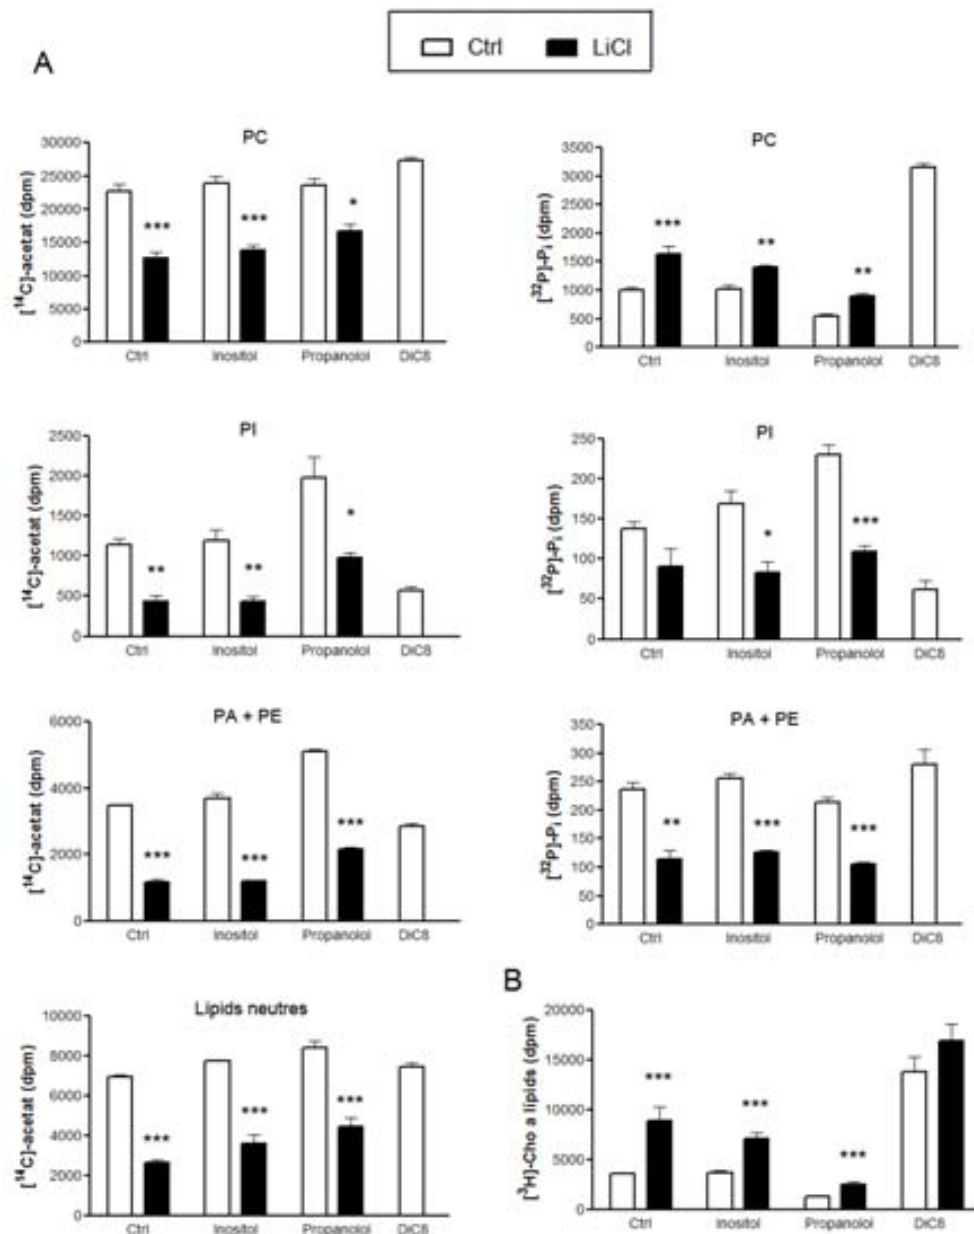 Ctrl LiCl
A
PC
[¹⁴C]-acetat (dpm)
30000
25000
20000
15000
10000
5000
0
*** *** *
Ctrl Inositol Propanolol DiC8
PC
[³²P]-Pᵢ (dpm)
3500
3000
2500
2000
1500
1000
500
0
*** ** **
Ctrl Inositol Propanolol DiC8
PI
[¹⁴C]-acetat (dpm)
2500
2000
1500
1000
500
0
** ** *
Ctrl Inositol Propanolol DiC8
PI
[³²P]-Pᵢ (dpm)
250
200
150
100
50
0
* ***
Ctrl Inositol Propanolol DiC8
PA + PE
[¹⁴C]-acetat (dpm)
6000
4000
2000
0
*** *** ***
Ctrl Inositol Propanolol DiC8
PA + PE
[³²P]-Pᵢ (dpm)
350
300
250
200
150
100
50
0
** *** ***
Ctrl Inositol Propanolol DiC8
Lípids neutres
[¹⁴C]-acetat (dpm)
10000
8000
6000
4000
2000
0
*** *** ***
Ctrl Inositol Propanolol DiC8
B
[³H]-Cho a lípids (dpm)
20000
15000
10000
5000
0
*** *** ***
Ctrl Inositol Propanolol DiC8